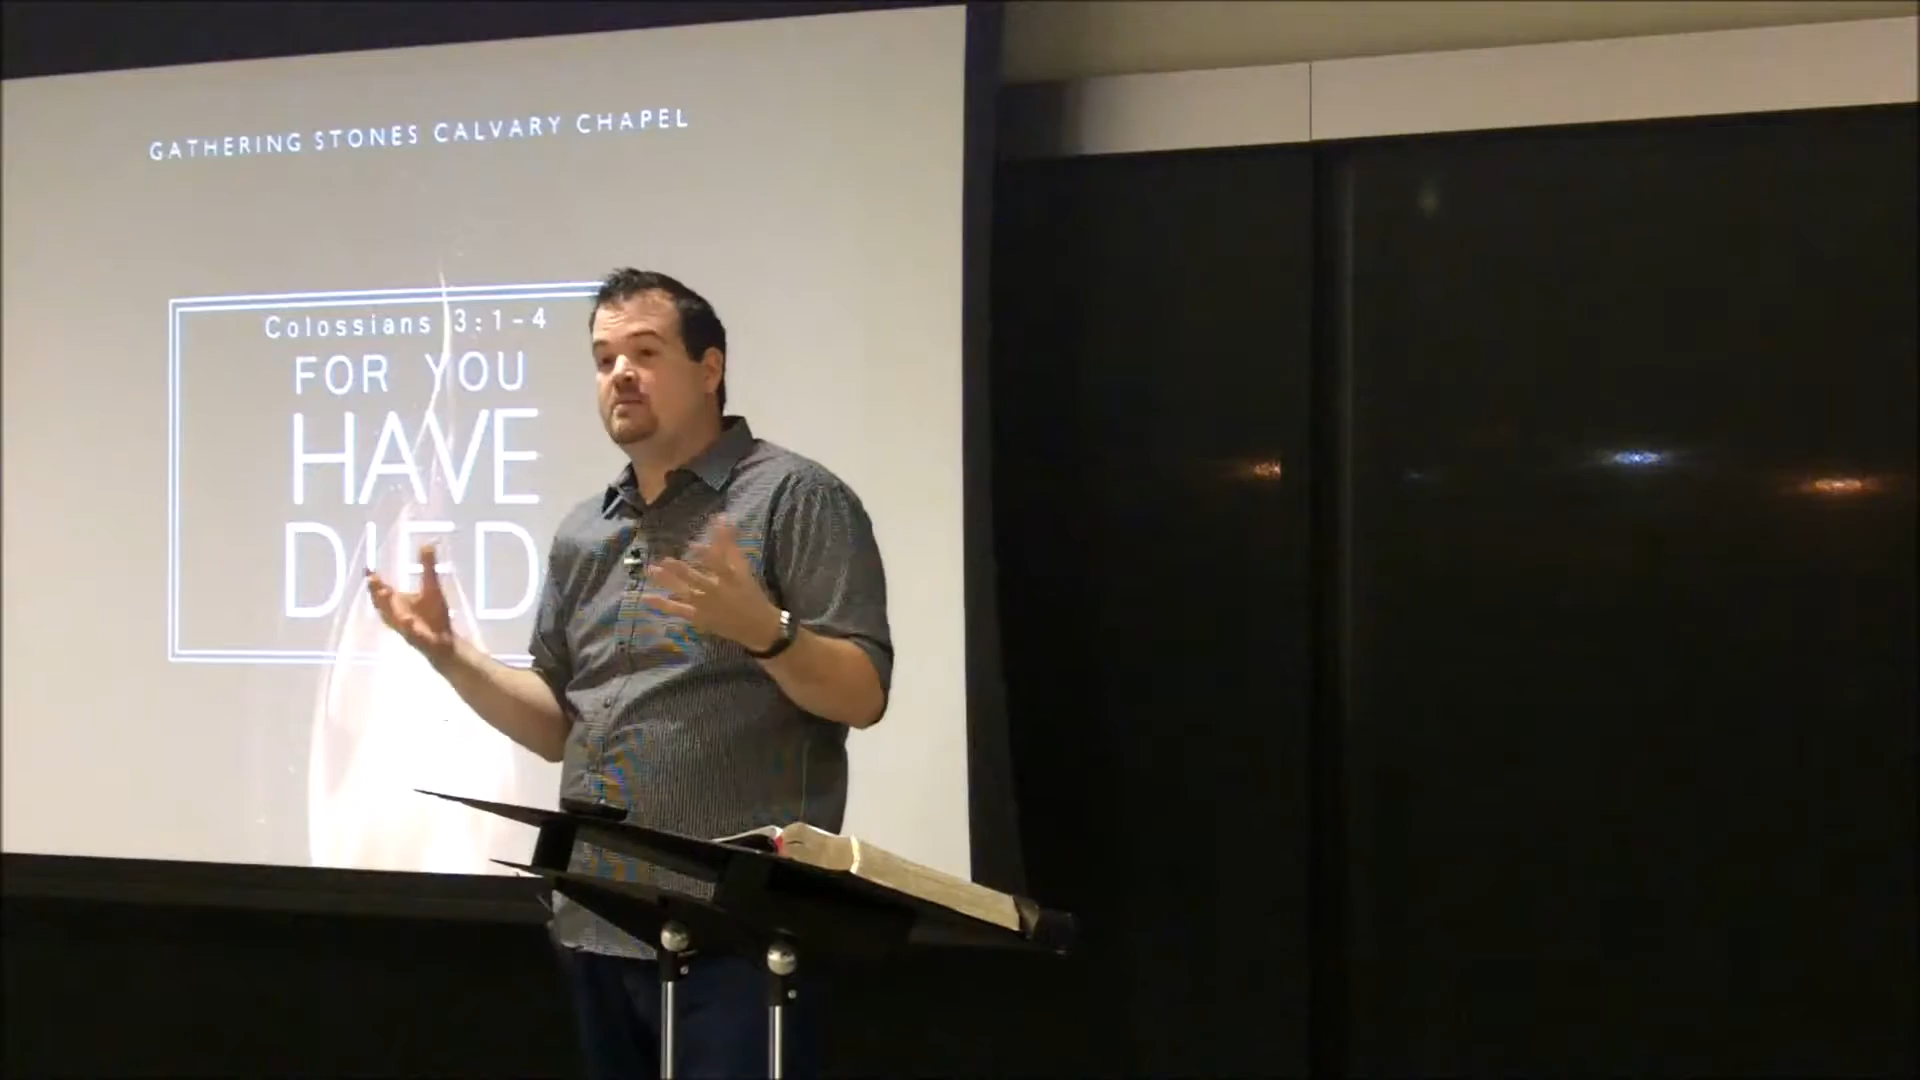 GATHERING STONES CALVARY CHAPEL
Colossians 3:1-4
FOR YOU
HAVE
DIED